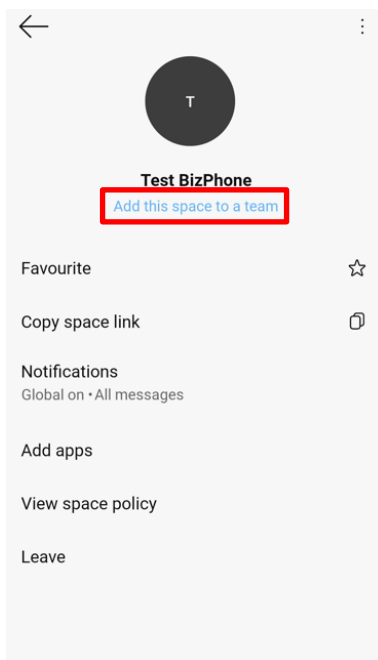 T
Test BizPhone
Add this space to a team
Favourite
Copy space link
Notifications
Global on • All messages
Add apps
View space policy
Leave